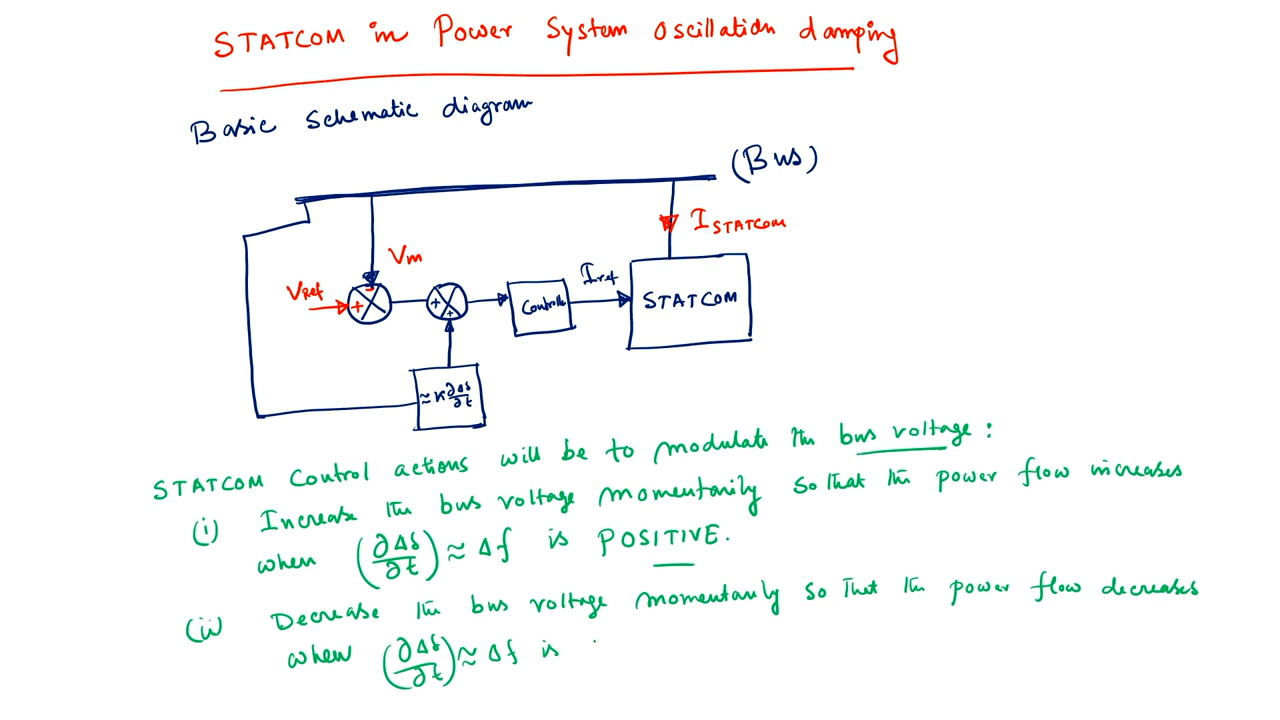 STATCOM in Power System Oscillation damping
Basic Schematic diagram
(Bus)
I STATCOM
Vm
VRef
+
-
+
+
Controlle
Iref
STATCOM
≈ K ∂Δδ/∂t
STATCOM Control actions will be to modulate the bus voltage:
(i) Increase the bus voltage momentarily so that the power flow increases
when (∂Δδ/∂t) ≈ Δf is POSITIVE.
(ii) Decrease the bus voltage momentarily so that the power flow decreases
when (∂Δδ/∂t) ≈ Δf is